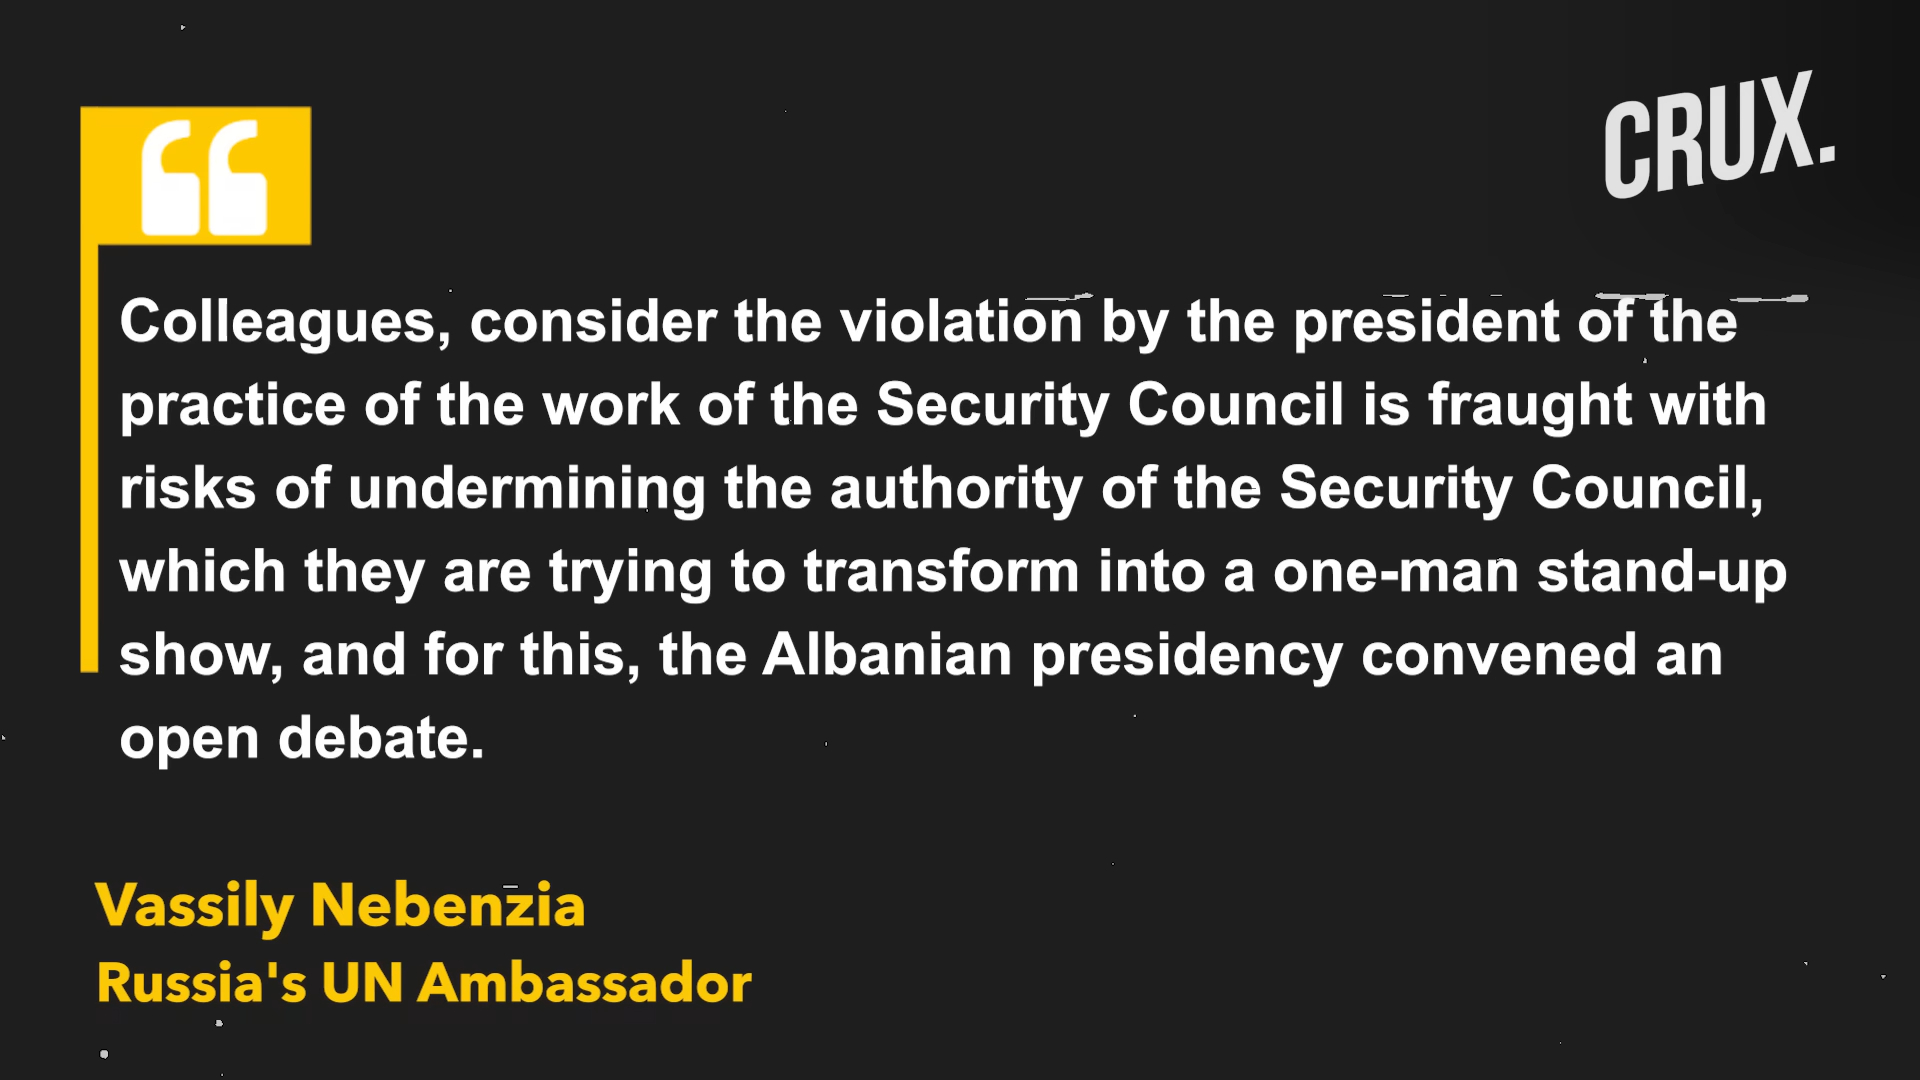 CRUX.
Colleagues, consider the violation by the president of the
practice of the work of the Security Council is fraught with
risks of undermining the authority of the Security Council,
which they are trying to transform into a one-man stand-up
show, and for this, the Albanian presidency convened an
open debate.
Vassily Nebenzia
Russia's UN Ambassador